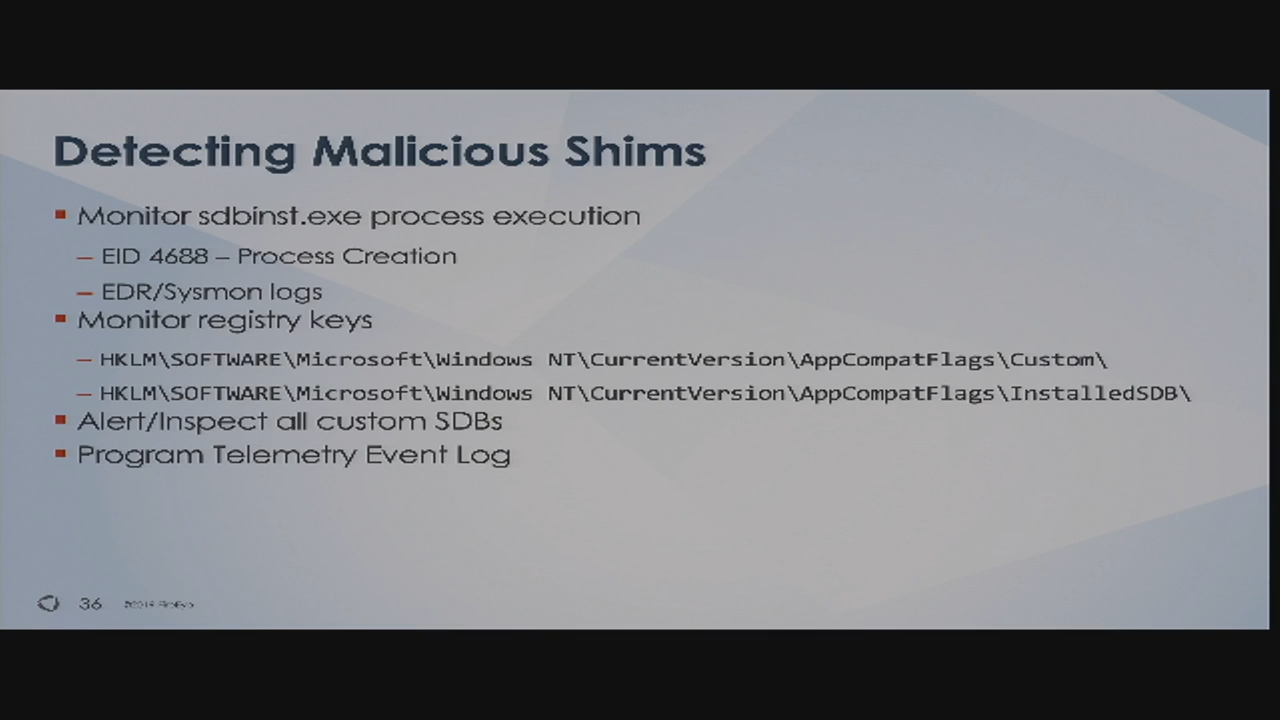 Detecting Malicious Shims
▪ Monitor sdbinst.exe process execution
– EID 4688 – Process Creation
– EDR/Sysmon logs
▪ Monitor registry keys
– HKLM\SOFTWARE\Microsoft\Windows NT\CurrentVersion\AppCompatFlags\Custom\
– HKLM\SOFTWARE\Microsoft\Windows NT\CurrentVersion\AppCompatFlags\InstalledSDB\
▪ Alert/Inspect all custom SDBs
▪ Program Telemetry Event Log
36